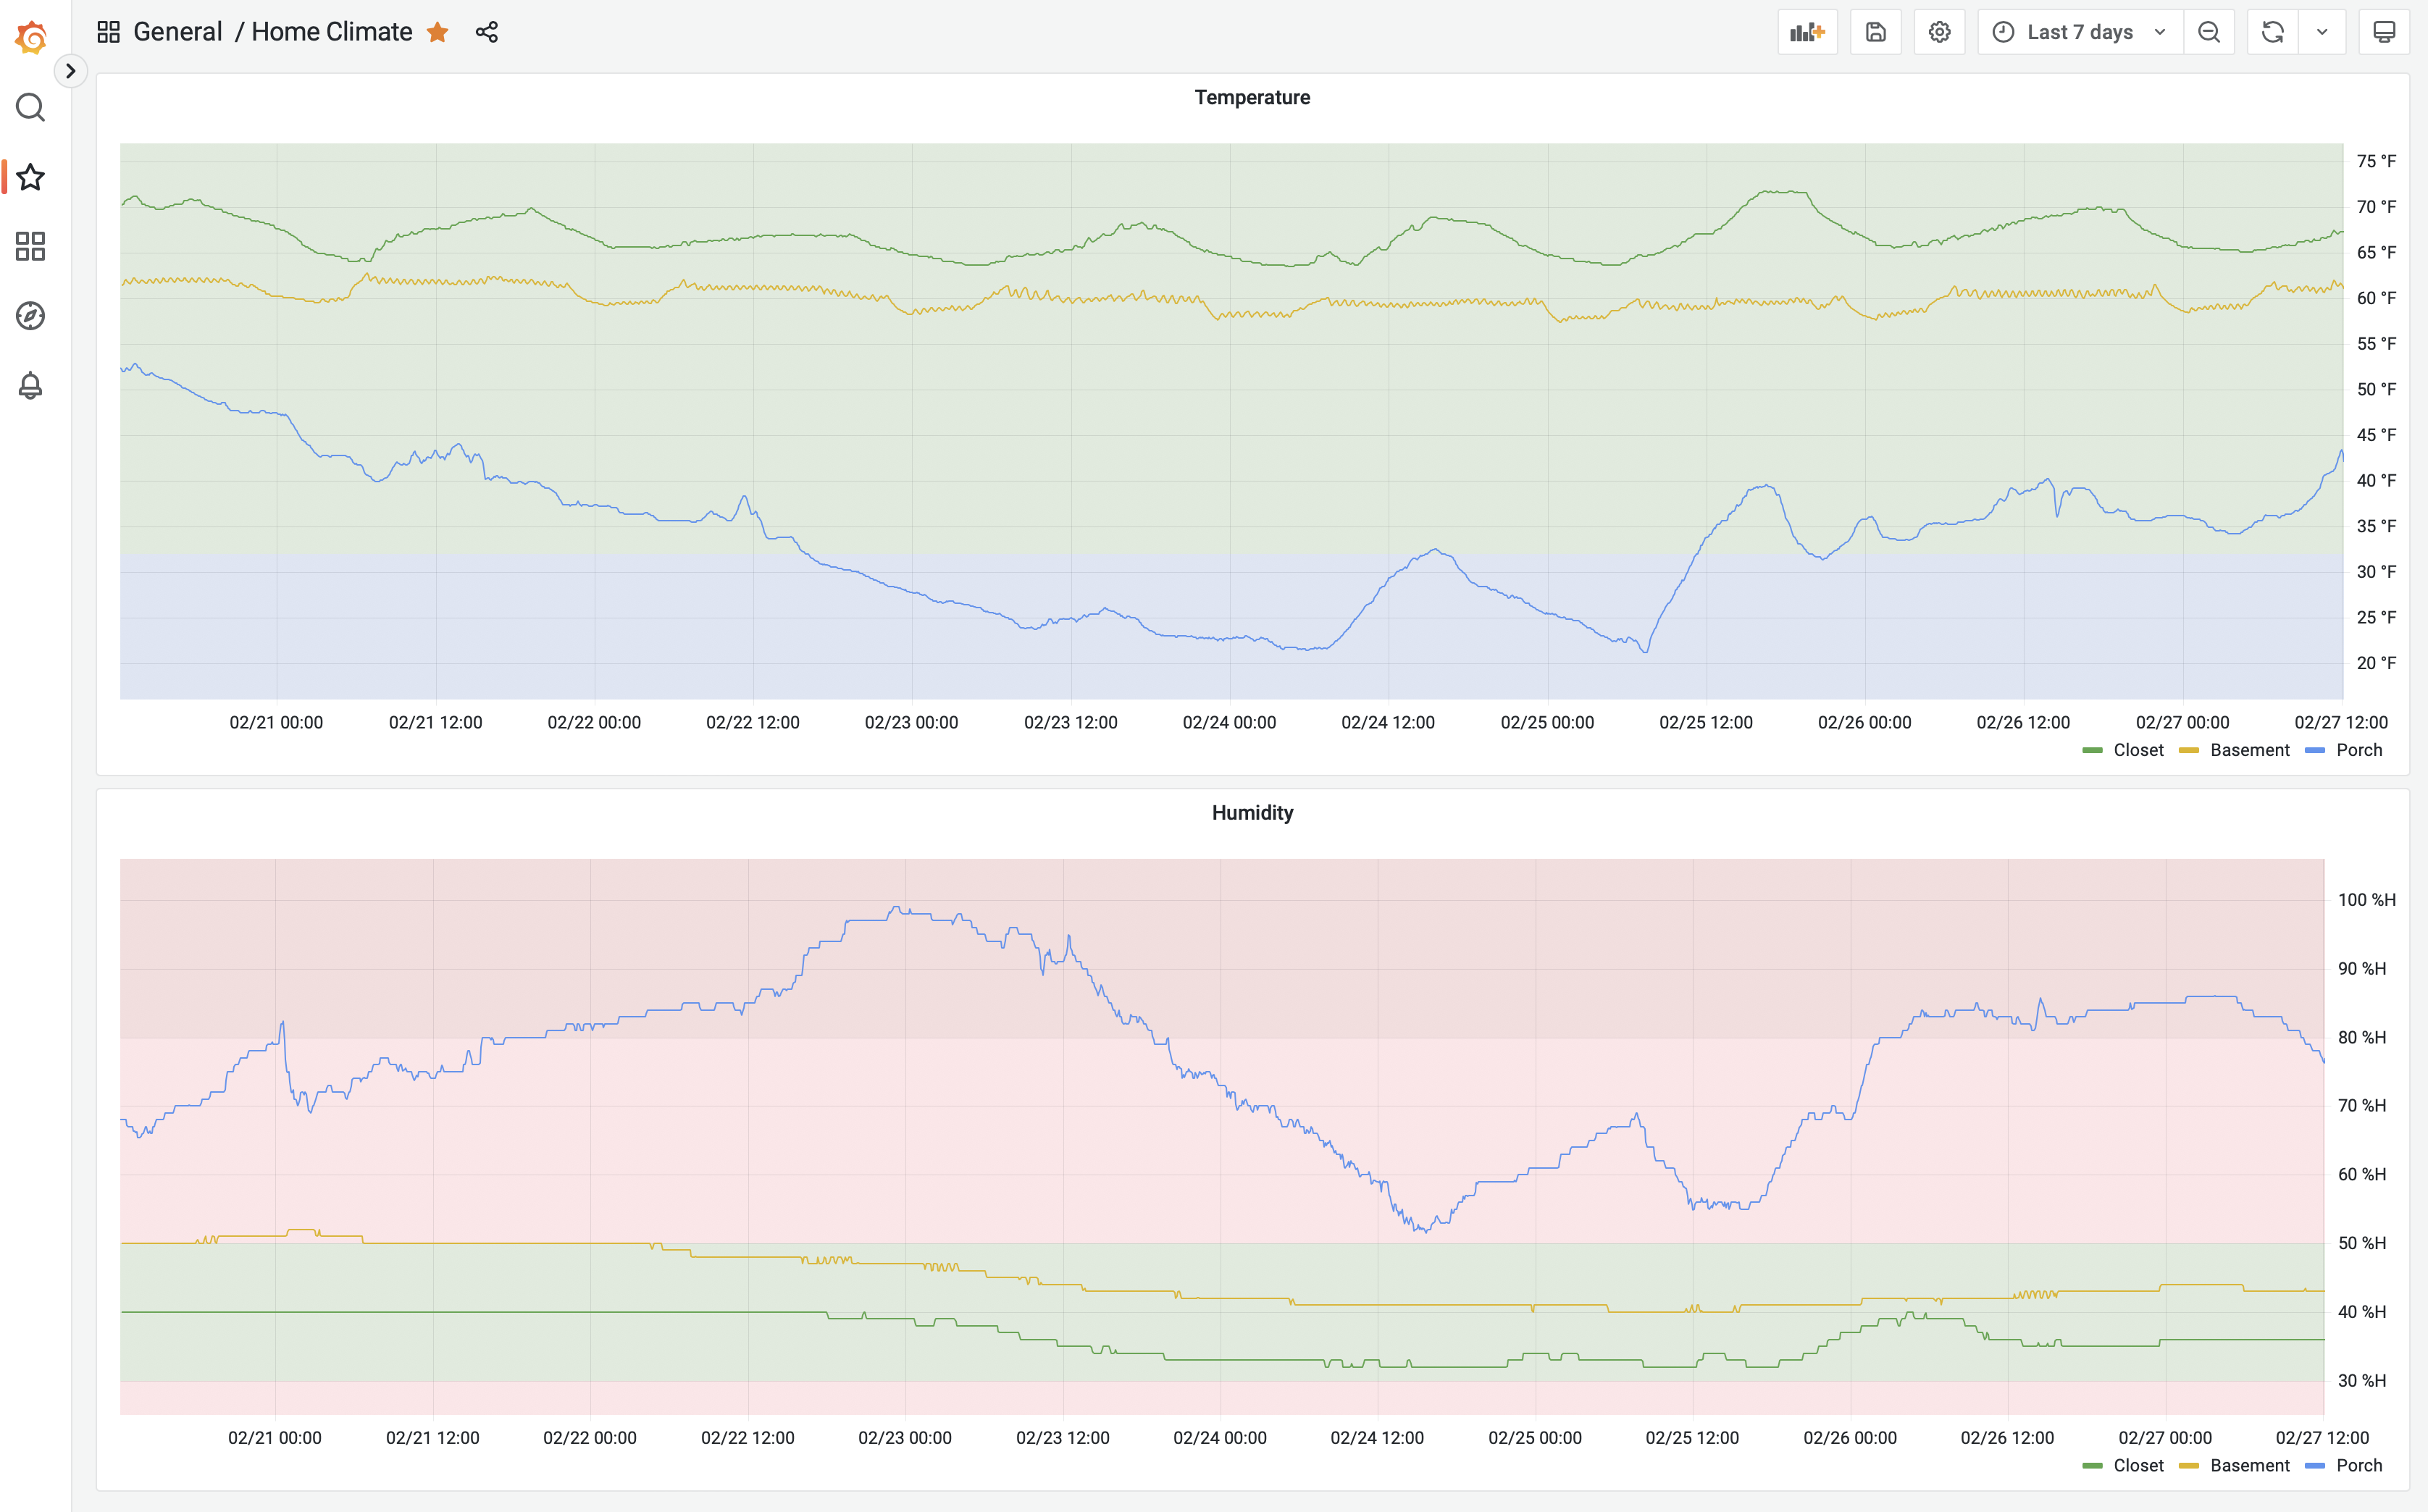 General / Home Climate
Last 7 days
Temperature
75 °F
70 °F
65 °F
60 °F
55 °F
50 °F
45 °F
40 °F
35 °F
30 °F
25 °F
20 °F
02/21 00:00 02/21 12:00 02/22 00:00 02/22 12:00 02/23 00:00 02/23 12:00 02/24 00:00 02/24 12:00 02/25 00:00 02/25 12:00 02/26 00:00 02/26 12:00 02/27 00:00 02/27 12:00
Closet Basement Porch
Humidity
100 %H
90 %H
80 %H
70 %H
60 %H
50 %H
40 %H
30 %H
02/21 00:00 02/21 12:00 02/22 00:00 02/22 12:00 02/23 00:00 02/23 12:00 02/24 00:00 02/24 12:00 02/25 00:00 02/25 12:00 02/26 00:00 02/26 12:00 02/27 00:00 02/27 12:00
Closet Basement Porch